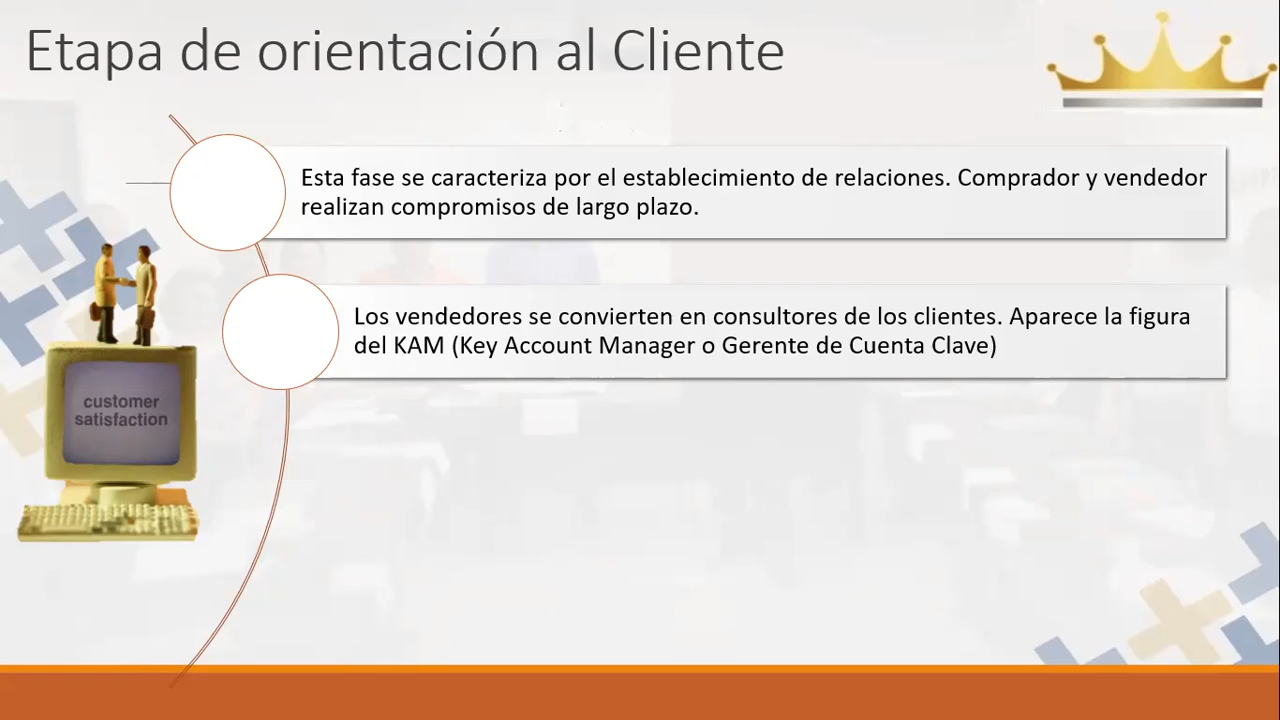 Etapa de orientación al Cliente
Esta fase se caracteriza por el establecimiento de relaciones. Comprador y vendedor
realizan compromisos de largo plazo.
Los vendedores se convierten en consultores de los clientes. Aparece la figura
del KAM (Key Account Manager o Gerente de Cuenta Clave)
customer
satisfaction